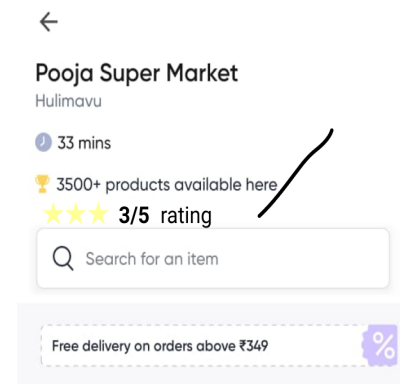 Pooja Super Market
Hulimavu
33 mins
3500+ products available here
3/5 rating
Search for an item
Free delivery on orders above ₹349
%